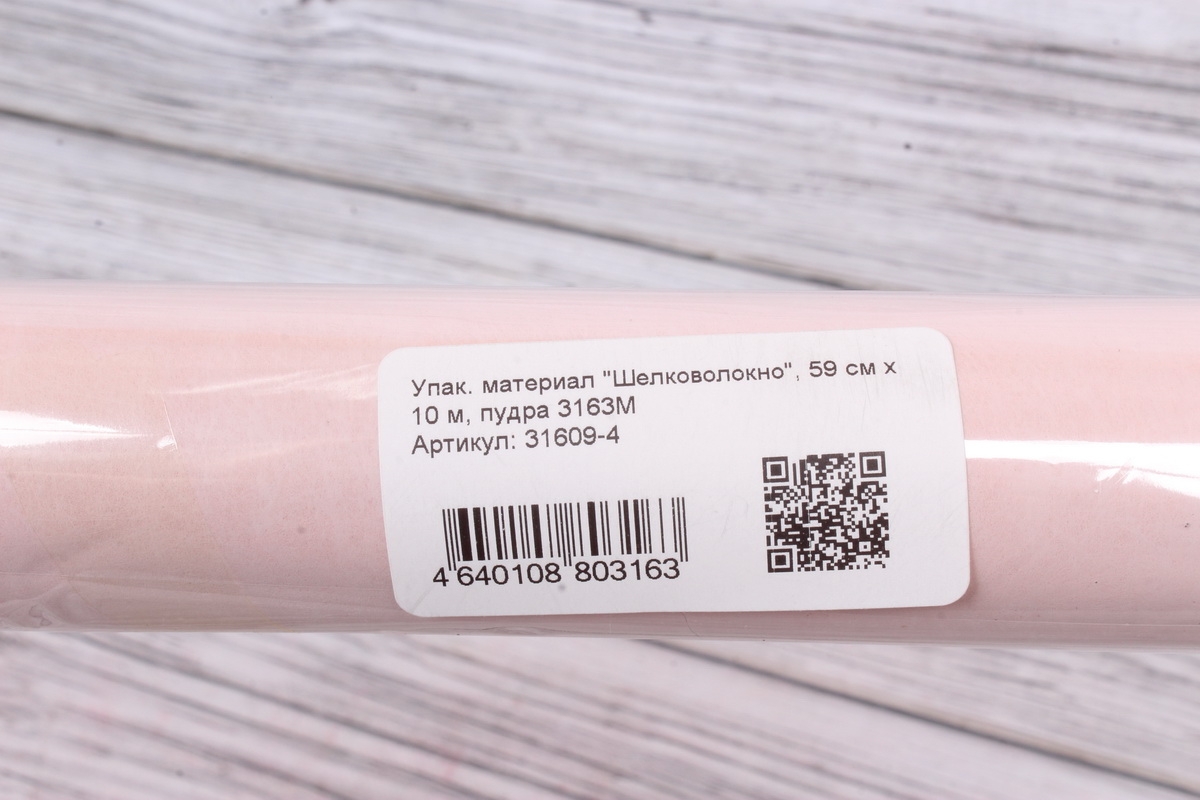 Упак. материал "Шелковолокно", 59 см х
10 м, пудра 3163М
Артикул: 31609-4
4 640108 803163